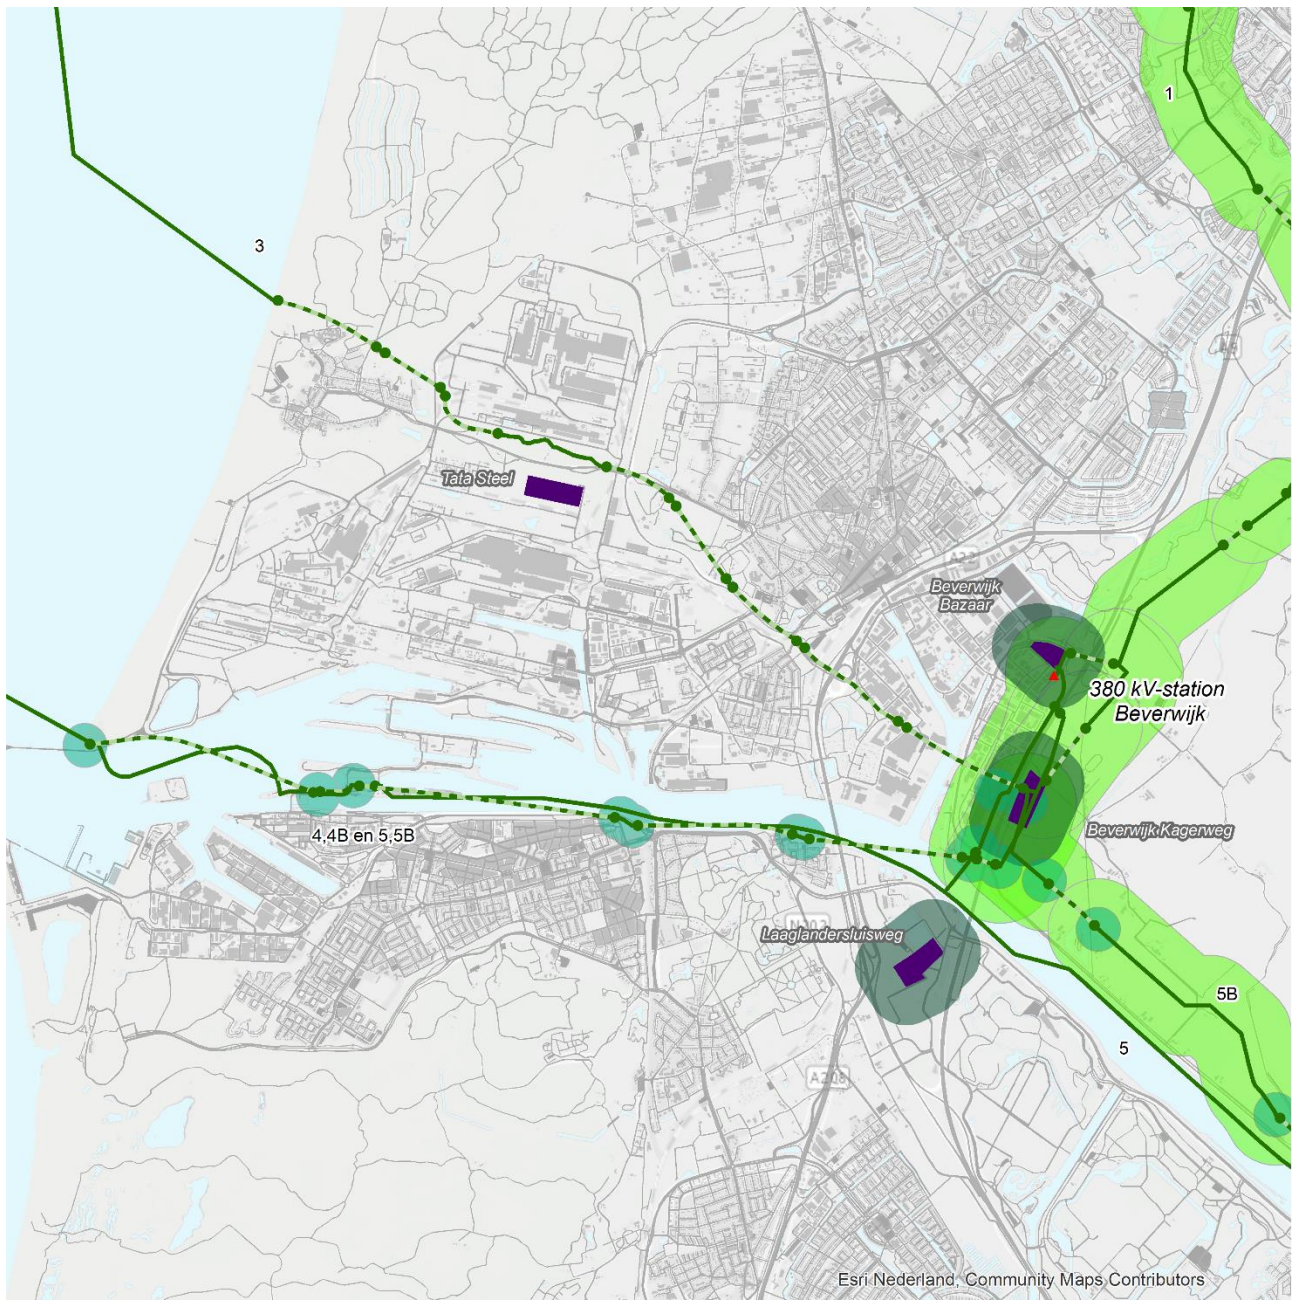 1
3
A9
Tata Steel
A22
Beverwijk
Bazaar
380 kV-station
Beverwijk
4,4B en 5,5B
Beverwijk Kagerweg
N202
Laaglandersluisweg
5B
5
A208
Esri Nederland, Community Maps Contributors